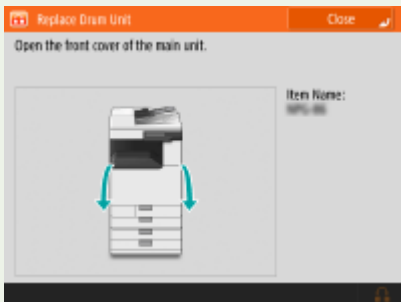 Replace Drum Unit
Close
Open the front cover of the main unit.
Item Name: